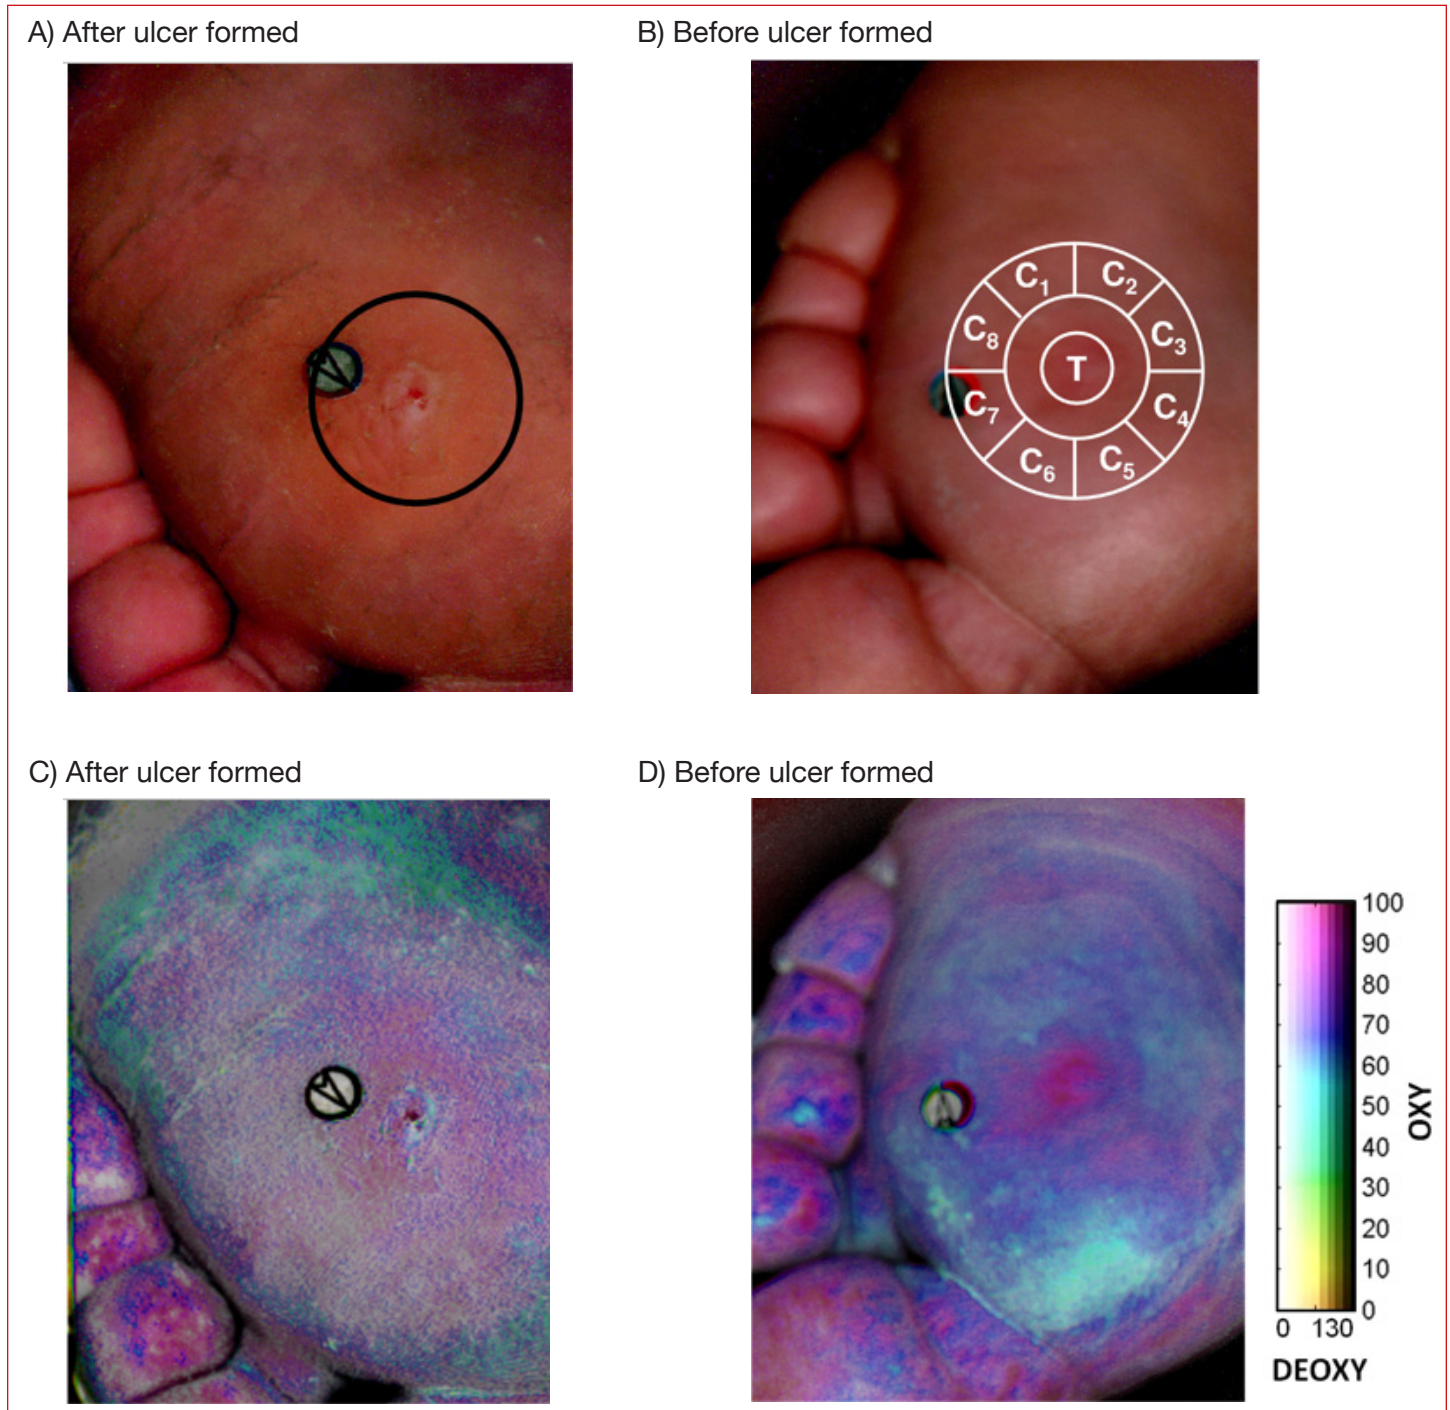 A) After ulcer formed
B) Before ulcer formed
C₁ C₂
C₈ C₃
T
C₇ C₄
C₆ C₅
C) After ulcer formed
D) Before ulcer formed
100
90
80
70
60
50
40
30
20
10
0
OXY
0 130
DEOXY